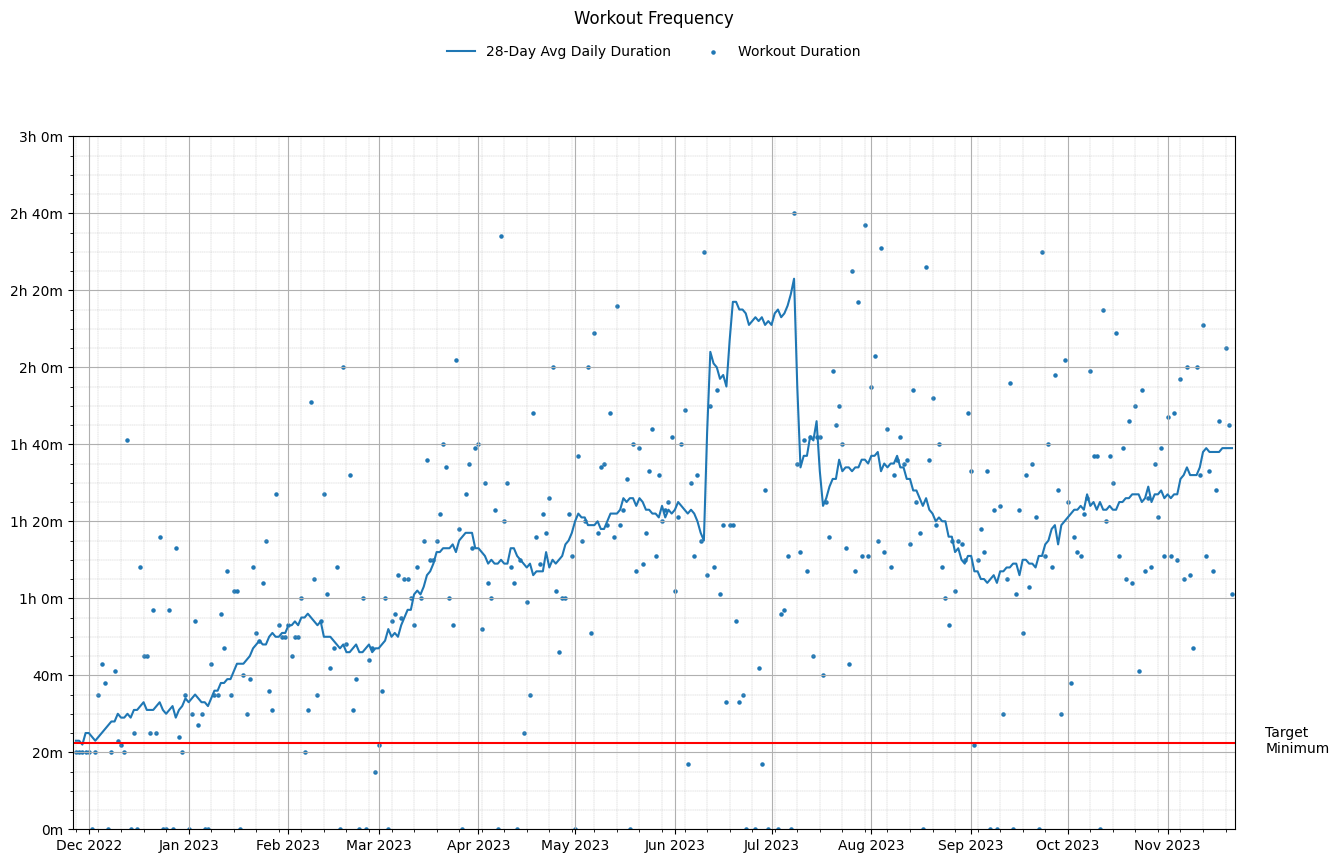 Workout Frequency
28-Day Avg Daily Duration
Workout Duration
3h 0m
2h 40m
2h 20m
2h 0m
1h 40m
1h 20m
1h 0m
40m
20m
0m
Target
Minimum
Dec 2022
Jan 2023
Feb 2023
Mar 2023
Apr 2023
May 2023
Jun 2023
Jul 2023
Aug 2023
Sep 2023
Oct 2023
Nov 2023